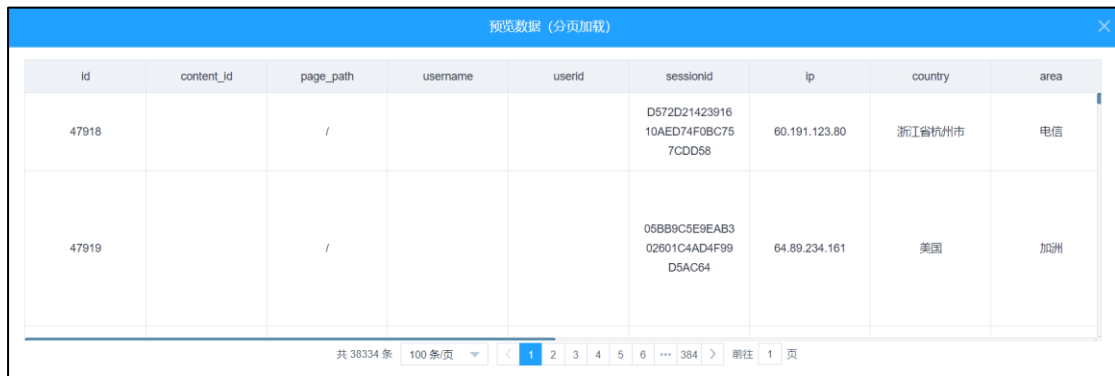 预览数据（分页加载）
id content_id page_path username userid sessionid ip country area
D572D21423916
47918 / 10AED74F0BC75 60.191.123.80 浙江省杭州市 电信
7CDD58
05BB9C5E9EAB3
47919 / 02601C4AD4F99 64.89.234.161 美国 加洲
D5AC64
共 38334 条 100 条/页 1 2 3 4 5 6 ••• 384 前往 1 页